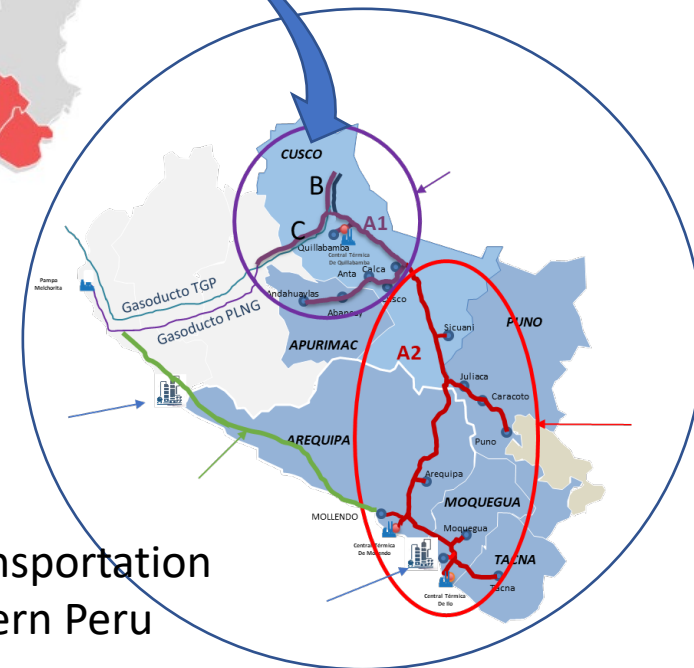 CUSCO
B
C
A1
Quillabamba
Central Térmica
De Quillabamba
Anta
Calca
Cusco
Andahuaylas
Abancay
Pampa
Melchorita
Gasoducto TGP
Gasoducto PLNG
APURIMAC
Sicuani
PUNO
A2
Juliaca
Caracoto
Puno
AREQUIPA
Arequipa
MOQUEGUA
MOLLENDO
Moquegua
Central Térmica
De Mollendo
TACNA
Tacna
Central Térmica
De Ilo
nsportation
ern Peru